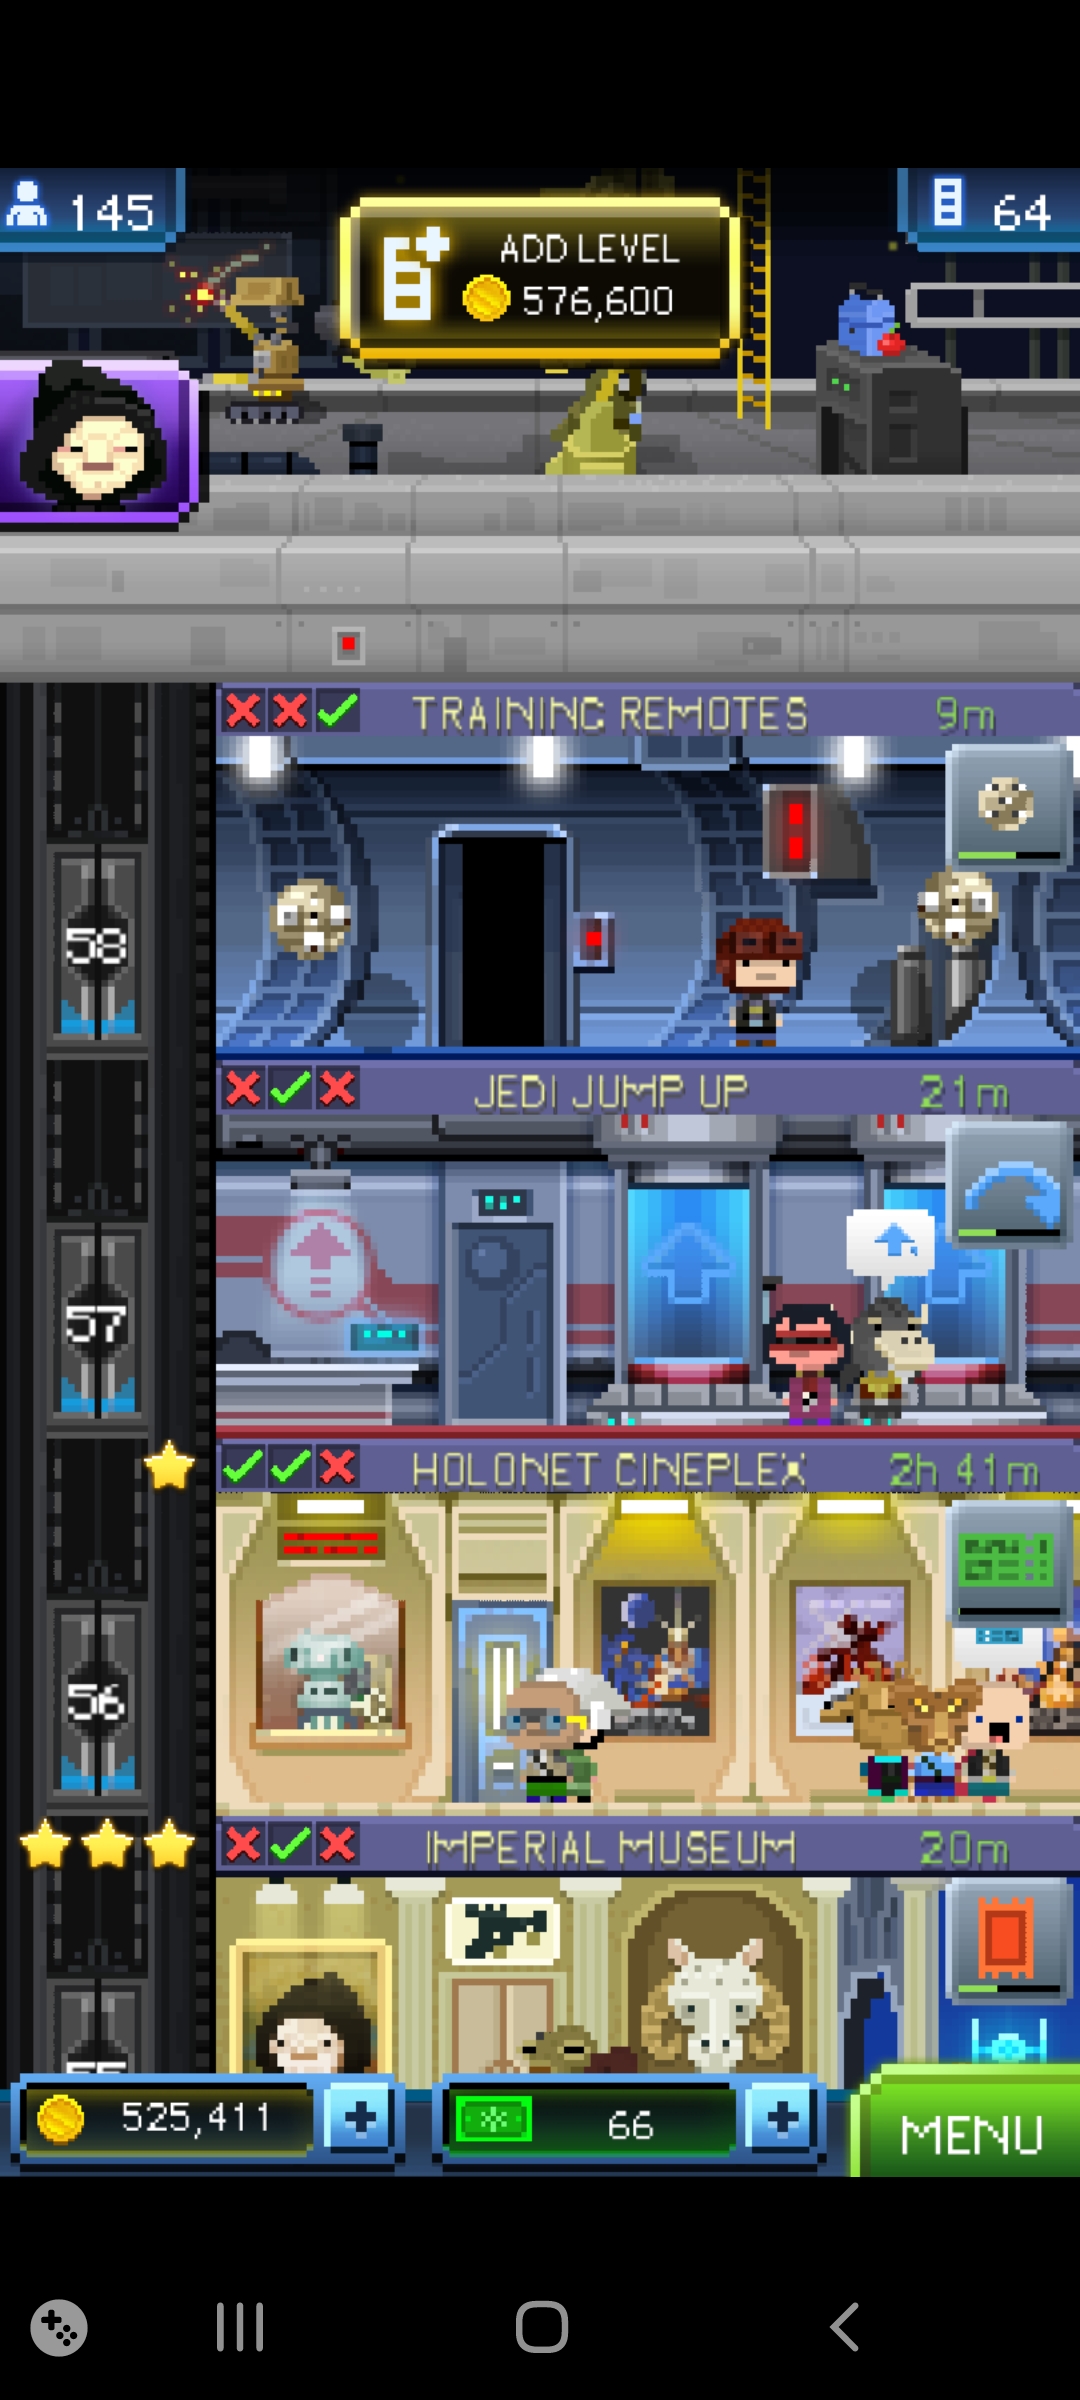 145
ADD LEVEL
576,600
64
TRAINING REMOTES 9m
58
JEDI JUMP UP 21m
57
HOLONET CINEPLEX 2h 41m
56
IMPERIAL MUSEUM 20m
55
525,411
66
MENU